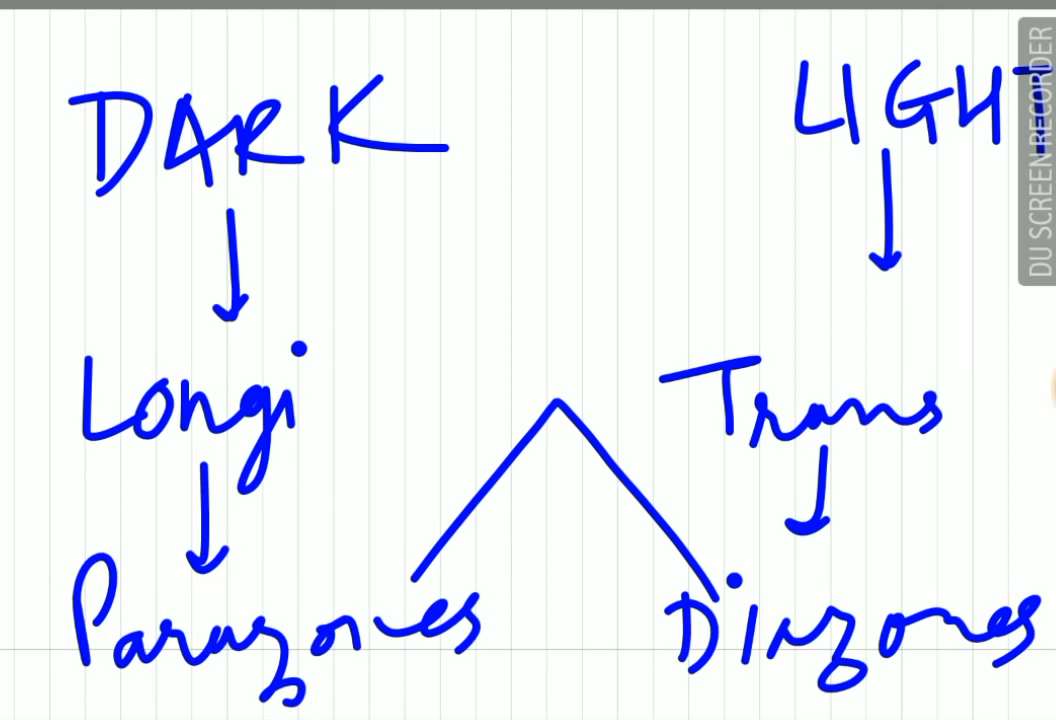 DARK LIGHT
Longi Trans
Parazones Diazones
DU SCREEN RECORDER